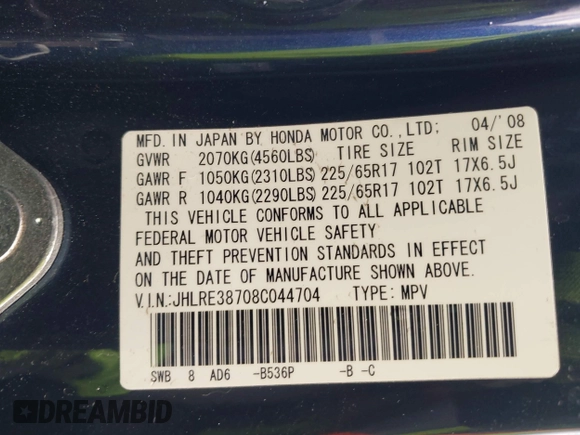 MFD. IN JAPAN BY HONDA MOTOR CO.,LTD: 04/'08
GVWR 2070KG(4560LBS) TIRE SIZE RIM SIZE
GAWR F 1050KG(2310LBS) 225/65R17 102T 17X6.5J
GAWR R 1040KG(2290LBS) 225/65R17 102T 17X6.5J
THIS VEHICLE CONFORMS TO ALL APPLICABLE
FEDERAL MOTOR VEHICLE SAFETY
AND THEFT PREVENTION STANDARDS IN EFFECT
ON THE DATE OF MANUFACTURE SHOWN ABOVE.
V.I.N:JHLRE38708C044704 TYPE: MPV
SWB 8 AD6 -B536P -B -C
DREAMBID